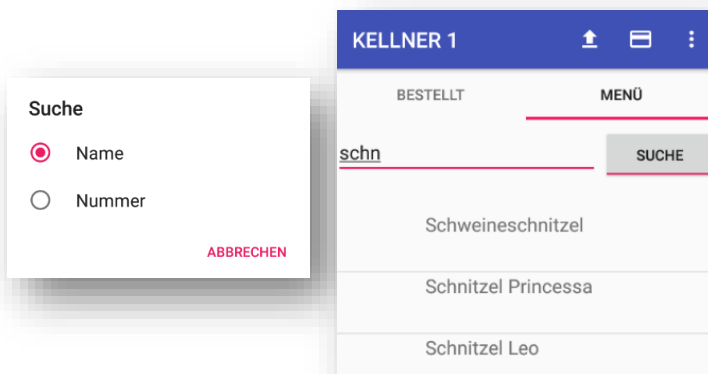 Suche
Name
Nummer
ABBRECHEN
KELLNER 1
BESTELLT MENÜ
schn SUCHE
Schweineschnitzel
Schnitzel Princessa
Schnitzel Leo